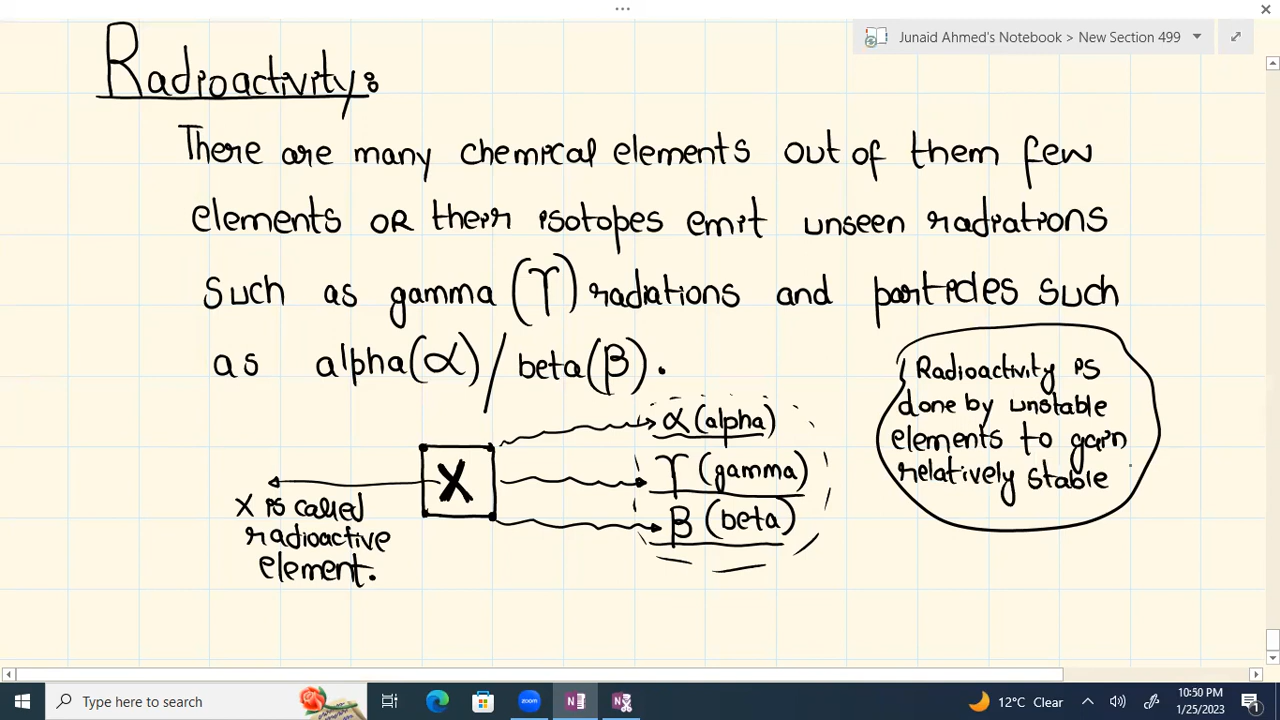 Junaid Ahmed's Notebook > New Section 499
Radioactivity:
There are many chemical elements out of them few
elements OR their isotopes emit unseen radiations
such as gamma (ϒ) radiations and particles such
as alpha(α)/beta(β).
Radioactivity is
done by unstable
elements to gain
relatively stable
α (alpha)
X
ϒ (gamma)
β (beta)
X is called
radioactive
element.
Type here to search
zoom
12°C Clear
10:50 PM
1/25/2023
1